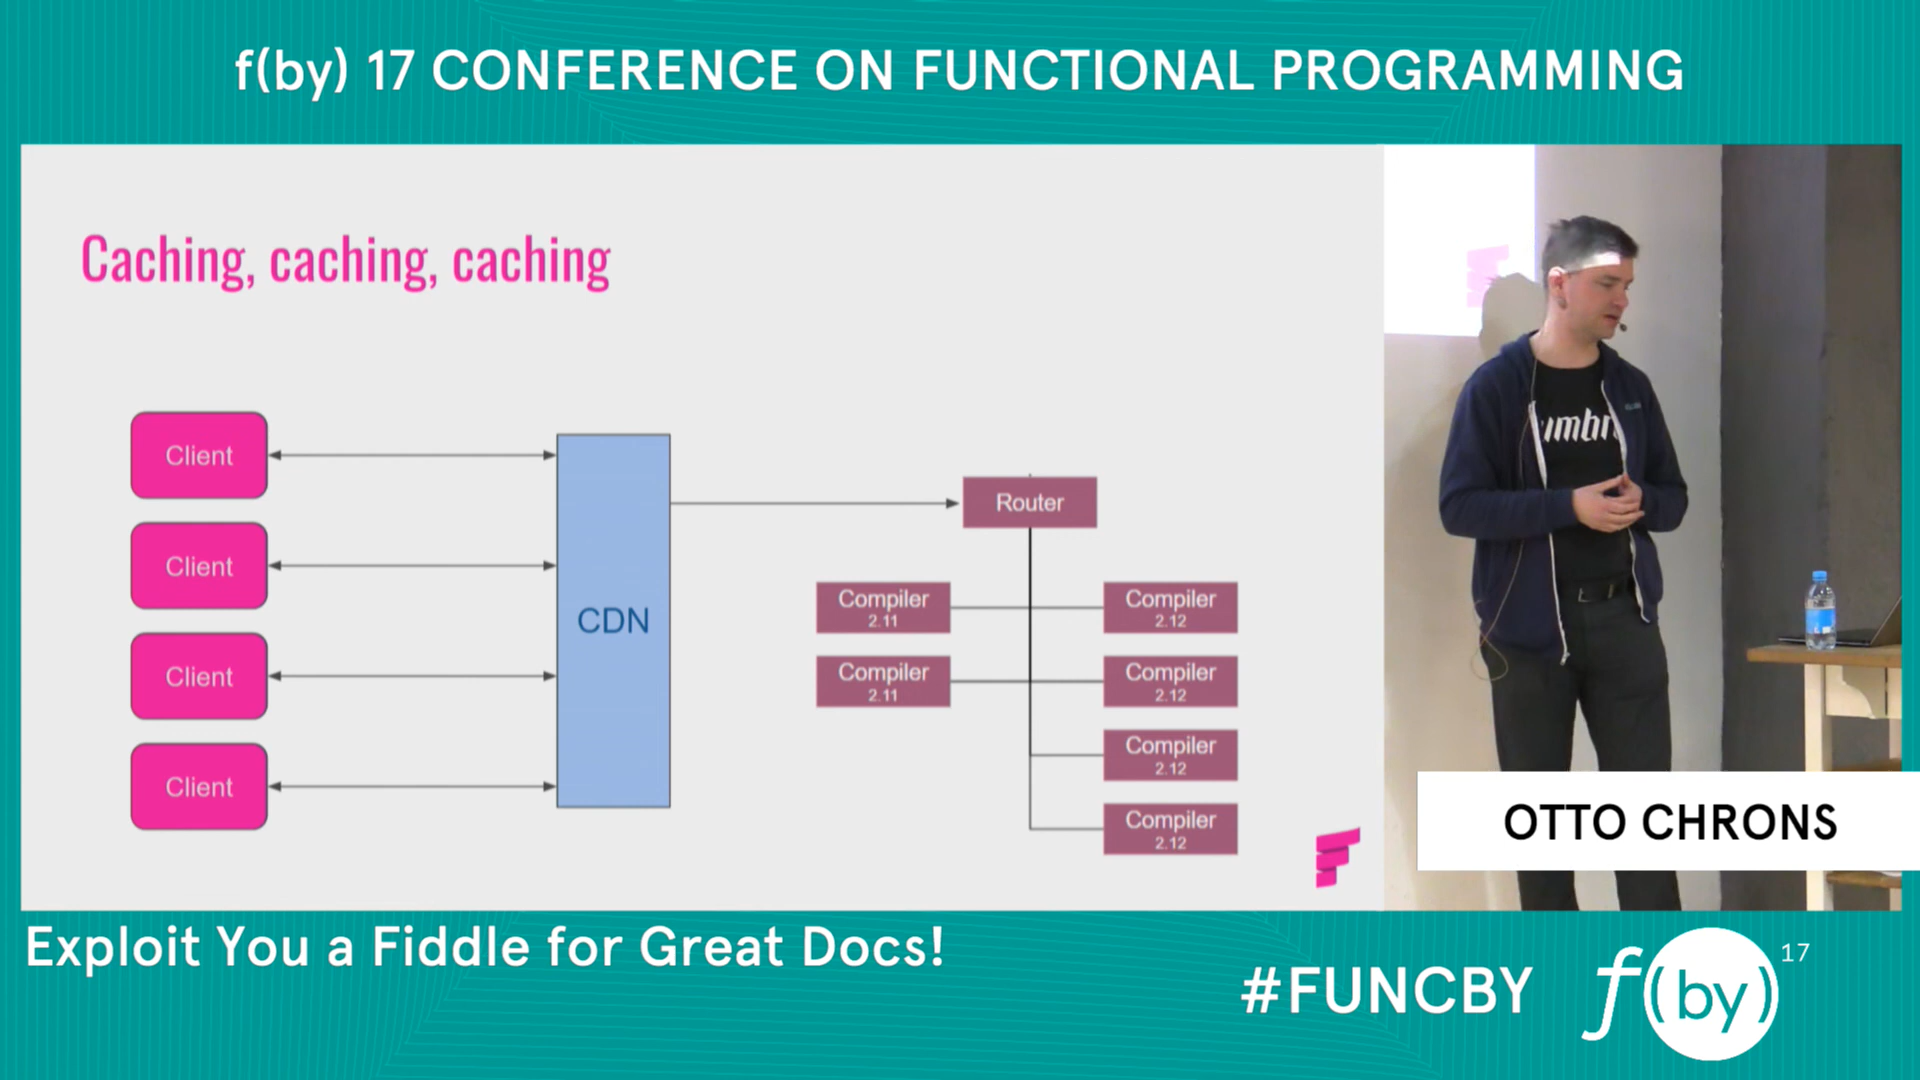 f(by) 17 CONFERENCE ON FUNCTIONAL PROGRAMMING
Caching, caching, caching
Client
Client
Client
Client
CDN
Router
Compiler
2.11
Compiler
2.11
Compiler
2.12
Compiler
2.12
Compiler
2.12
Compiler
2.12
OTTO CHRONS
Exploit You a Fiddle for Great Docs!
#FUNCBY
f(by) 17